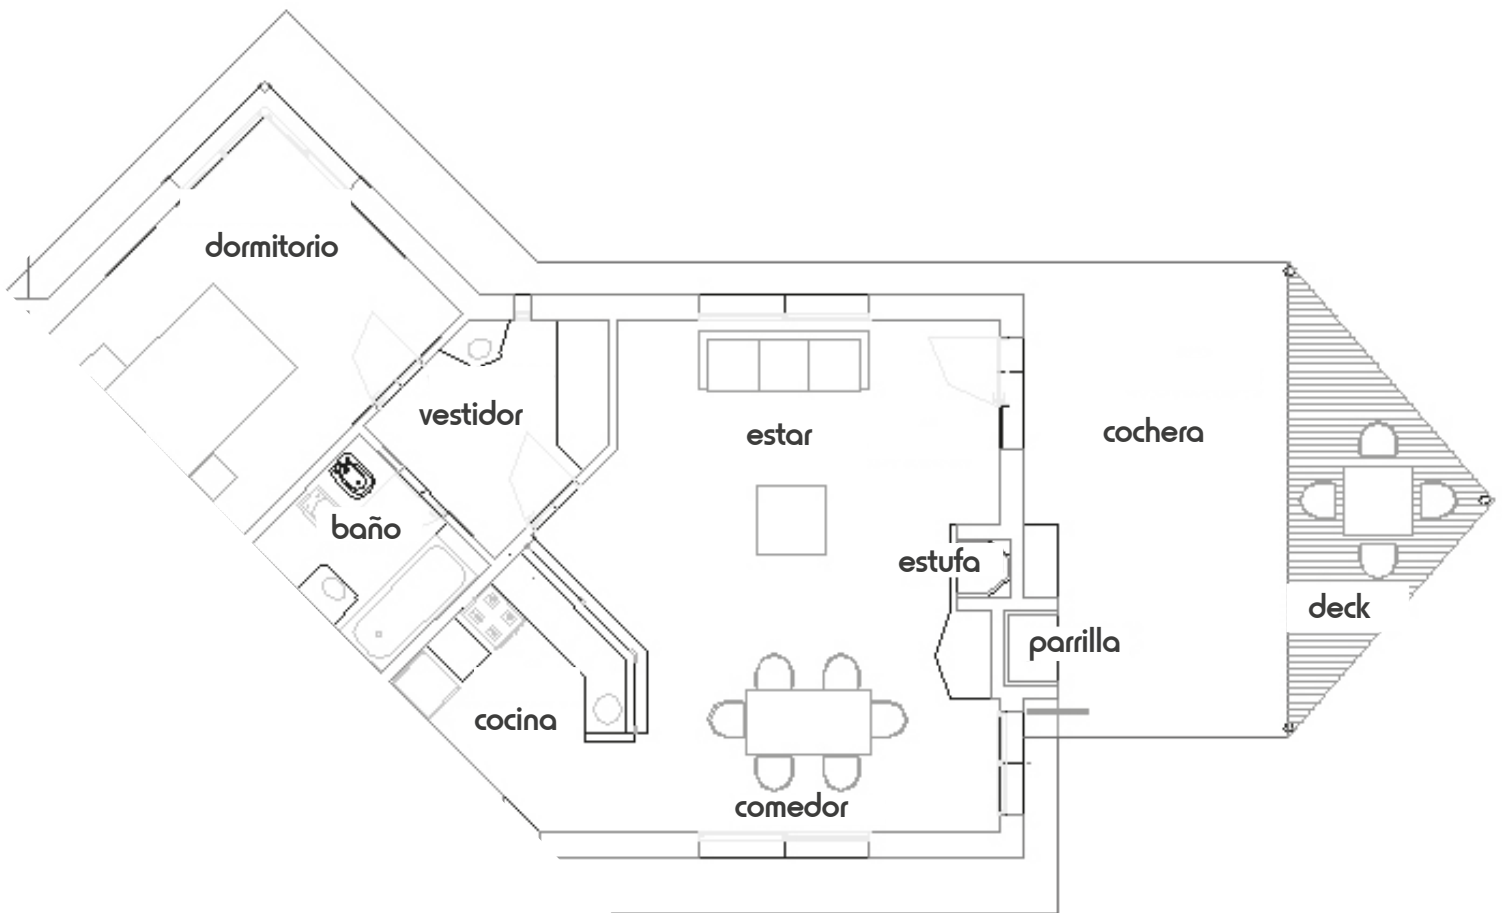 dormitorio
vestidor
estar
cochera
baño
estufa
deck
parrilla
cocina
comedor